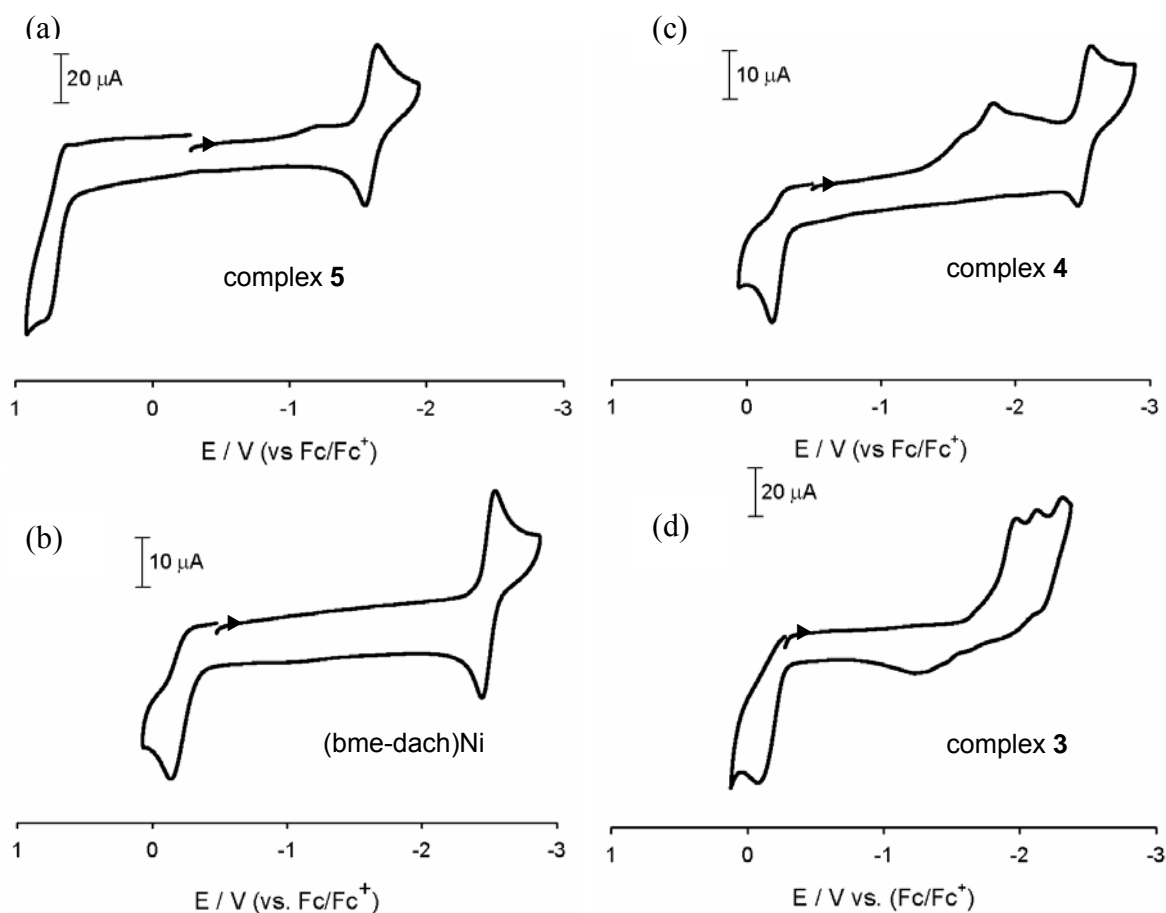 (a)
20 μA
complex 5
1 0 -1 -2 -3
E / V (vs Fc/Fc⁺)
(b)
10 μA
(bme-dach)Ni
1 0 -1 -2 -3
E / V (vs. Fc/Fc⁺)
(c)
10 μA
complex 4
1 0 -1 -2 -3
E / V (vs Fc/Fc⁺)
(d)
20 μA
complex 3
1 0 -1 -2 -3
E / V vs. (Fc/Fc⁺)